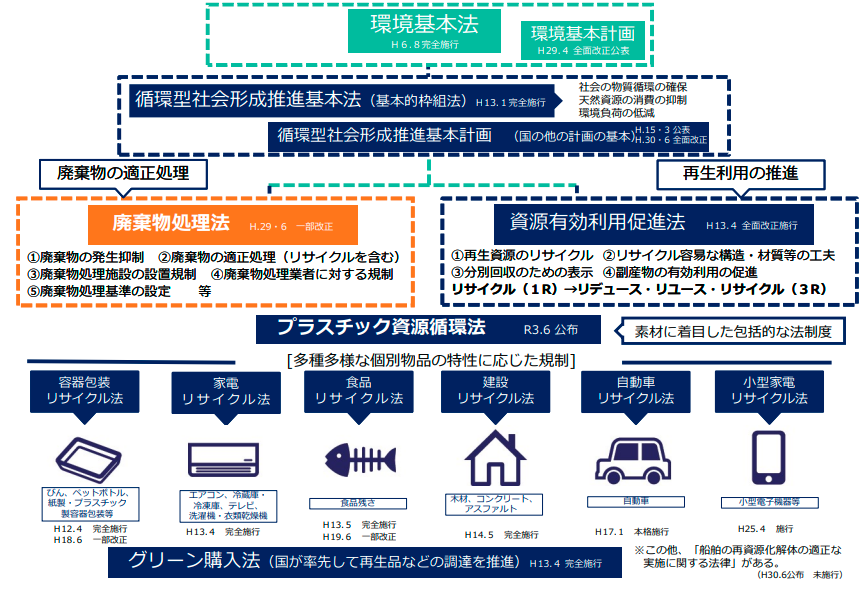 環境基本法
H6.8完全施行
環境基本計画
H29.4 全面改正公表
循環型社会形成推進基本法（基本的枠組法） H13.1完全施行
社会の物質循環の確保
天然資源の消費の抑制
環境負荷の低減
循環型社会形成推進基本計画 （国の他の計画の基本）
H.15・3 公表
H.30・6 全面改正
廃棄物の適正処理
再生利用の推進
廃棄物処理法 H.29・6 一部改正
①廃棄物の発生抑制 ②廃棄物の適正処理（リサイクルを含む）
③廃棄物処理施設の設置規制 ④廃棄物処理業者に対する規制
⑤廃棄物処理基準の設定 等
資源有効利用促進法 H13.4 全面改正施行
①再生資源のリサイクル ②リサイクル容易な構造・材質等の工夫
③分別回収のための表示 ④副産物の有効利用の促進
リサイクル（１R）→リデュース・リユース・リサイクル（３R）
プラスチック資源循環法 R3.6 公布
素材に着目した包括的な法制度
[多種多様な個別物品の特性に応じた規制]
容器包装
リサイクル法
家電
リサイクル法
食品
リサイクル法
建設
リサイクル法
自動車
リサイクル法
小型家電
リサイクル法
びん、ペットボトル、
紙製・プラスチック
製容器包装等
エアコン、冷蔵庫・
冷凍庫、テレビ、
洗濯機・衣類乾燥機
食品残さ
木材、コンクリート、
アスファルト
自動車
小型電子機器等
H12.4 完全施行
H18.6 一部改正
H13.4 完全施行
H13.5 完全施行
H19.6 一部改正
H14.5 完全施行
H17.1 本格施行
H25.4 施行
グリーン購入法（国が率先して再生品などの調達を推進） H13.4 完全施行
※この他、「船舶の再資源化解体の適正な
実施に関する法律」がある。
（H30.6公布 未施行）